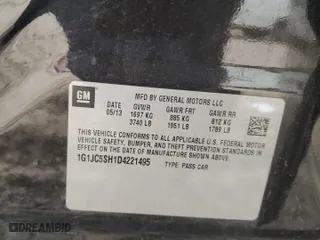 GM
MFD BY GENERAL MOTORS LLC
DATE GVWR GAWR FRT GAWR RR
05/13 1697 KG 885 KG 812 KG
3740 LB 1951 LB 1789 LB
THIS VEHICLE CONFORMS TO ALL APPLICABLE U.S. FEDERAL
SAFETY, BUMPER, AND THEFT PREVENTION STANDARDS
IN EFFECT ON THE DATE OF MANUFACTURE SHOWN ABOVE.
1G1JC5SH1D4221495 TYPE: PASS CAR
DREAMBID